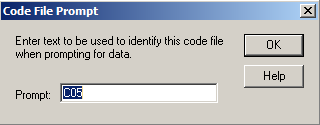 Code File Prompt
Enter text to be used to identify this code file
when prompting for data.
OK
Help
Prompt: C05